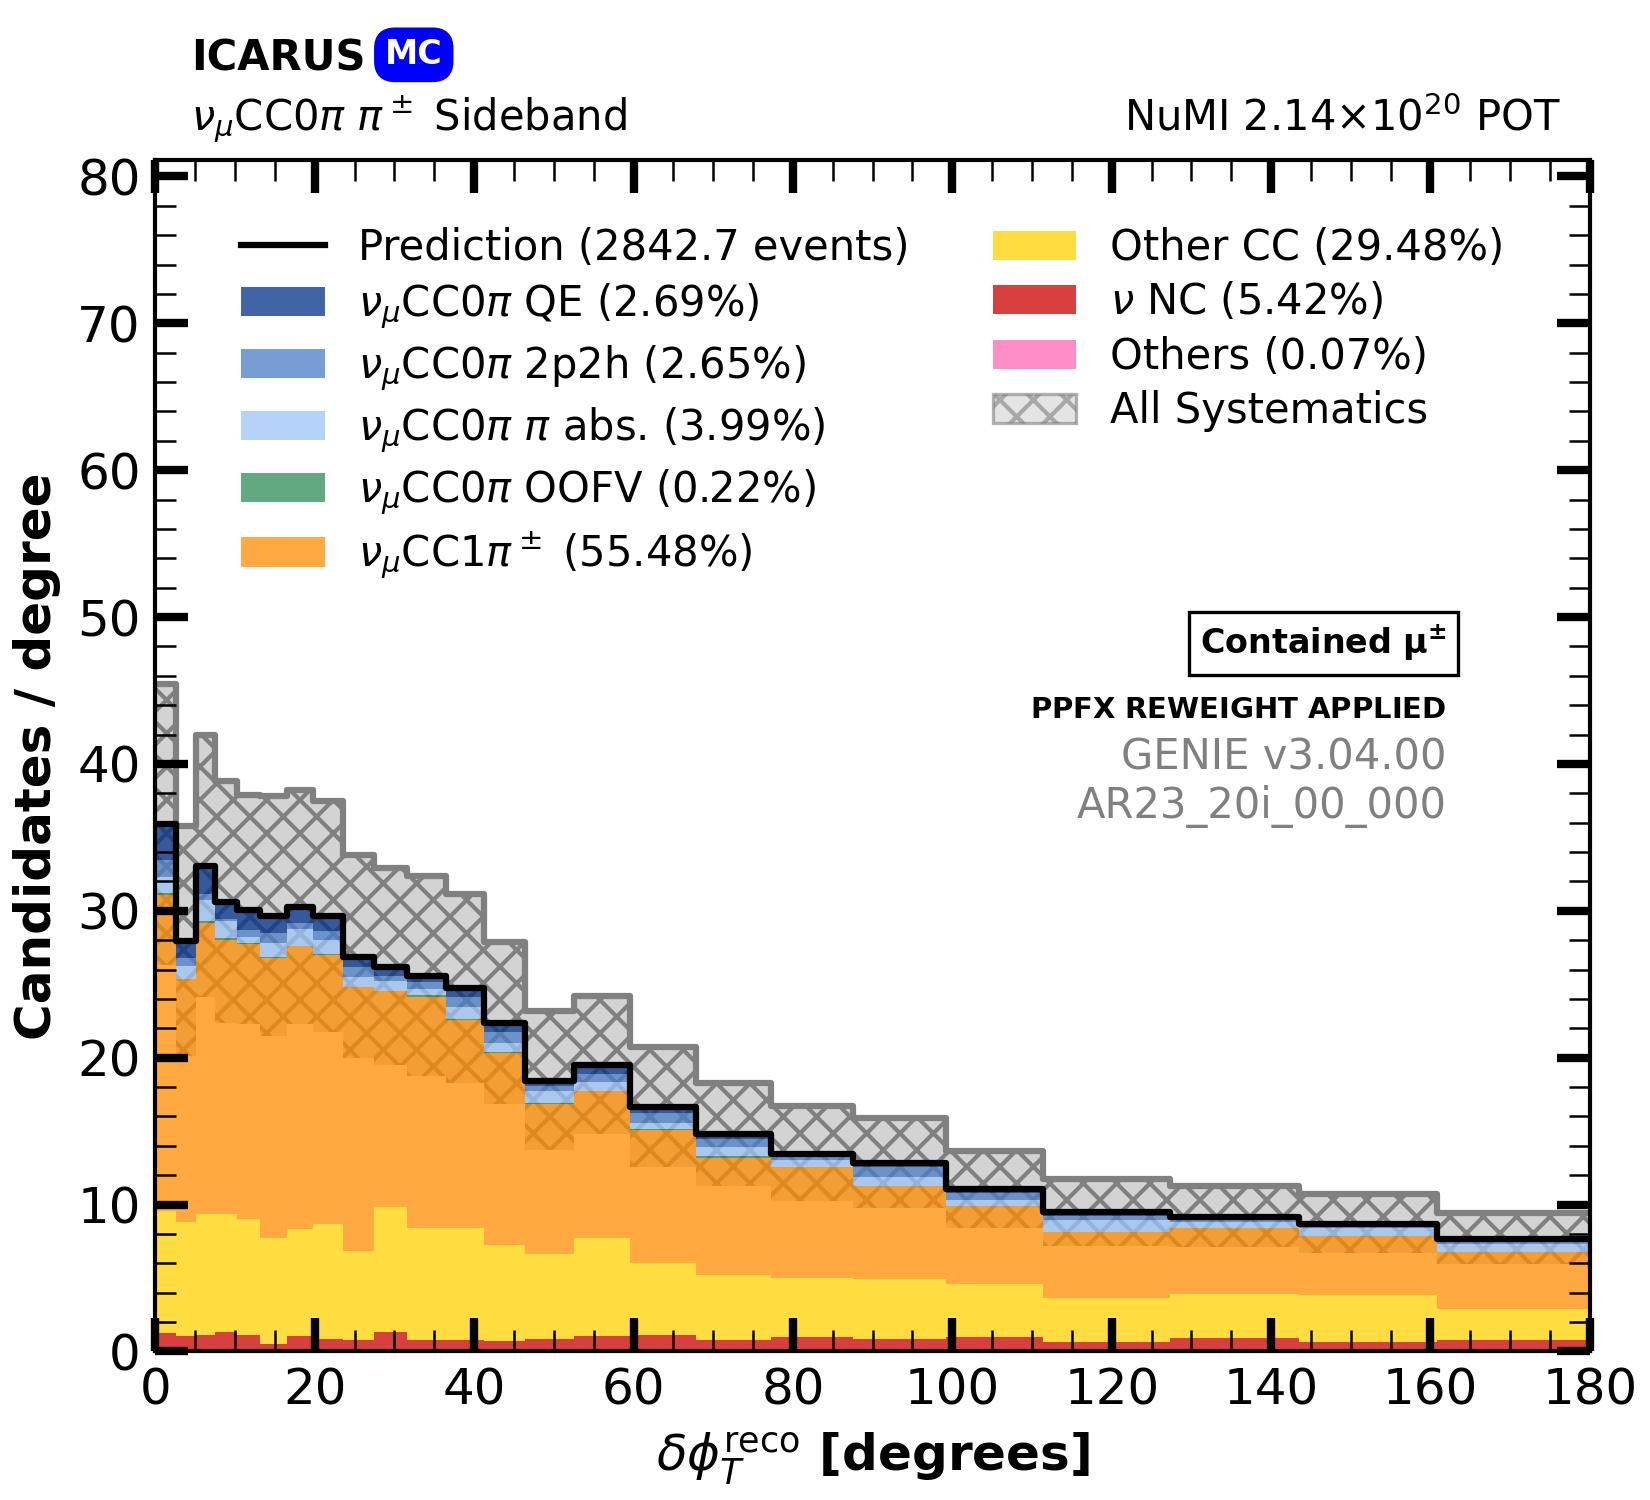 ICARUS MC
νμCC0π π± Sideband
NuMI 2.14×10²⁰ POT
80
70
60
50
40
30
20
10
0
Candidates / degree
Prediction (2842.7 events)
νμCC0π QE (2.69%)
νμCC0π 2p2h (2.65%)
νμCC0π π abs. (3.99%)
νμCC0π OOFV (0.22%)
νμCC1π± (55.48%)
Other CC (29.48%)
ν NC (5.42%)
Others (0.07%)
All Systematics
Contained μ±
PPFX REWEIGHT APPLIED
GENIE v3.04.00
AR23_20i_00_000
0 20 40 60 80 100 120 140 160 180
δϕ_T^reco [degrees]